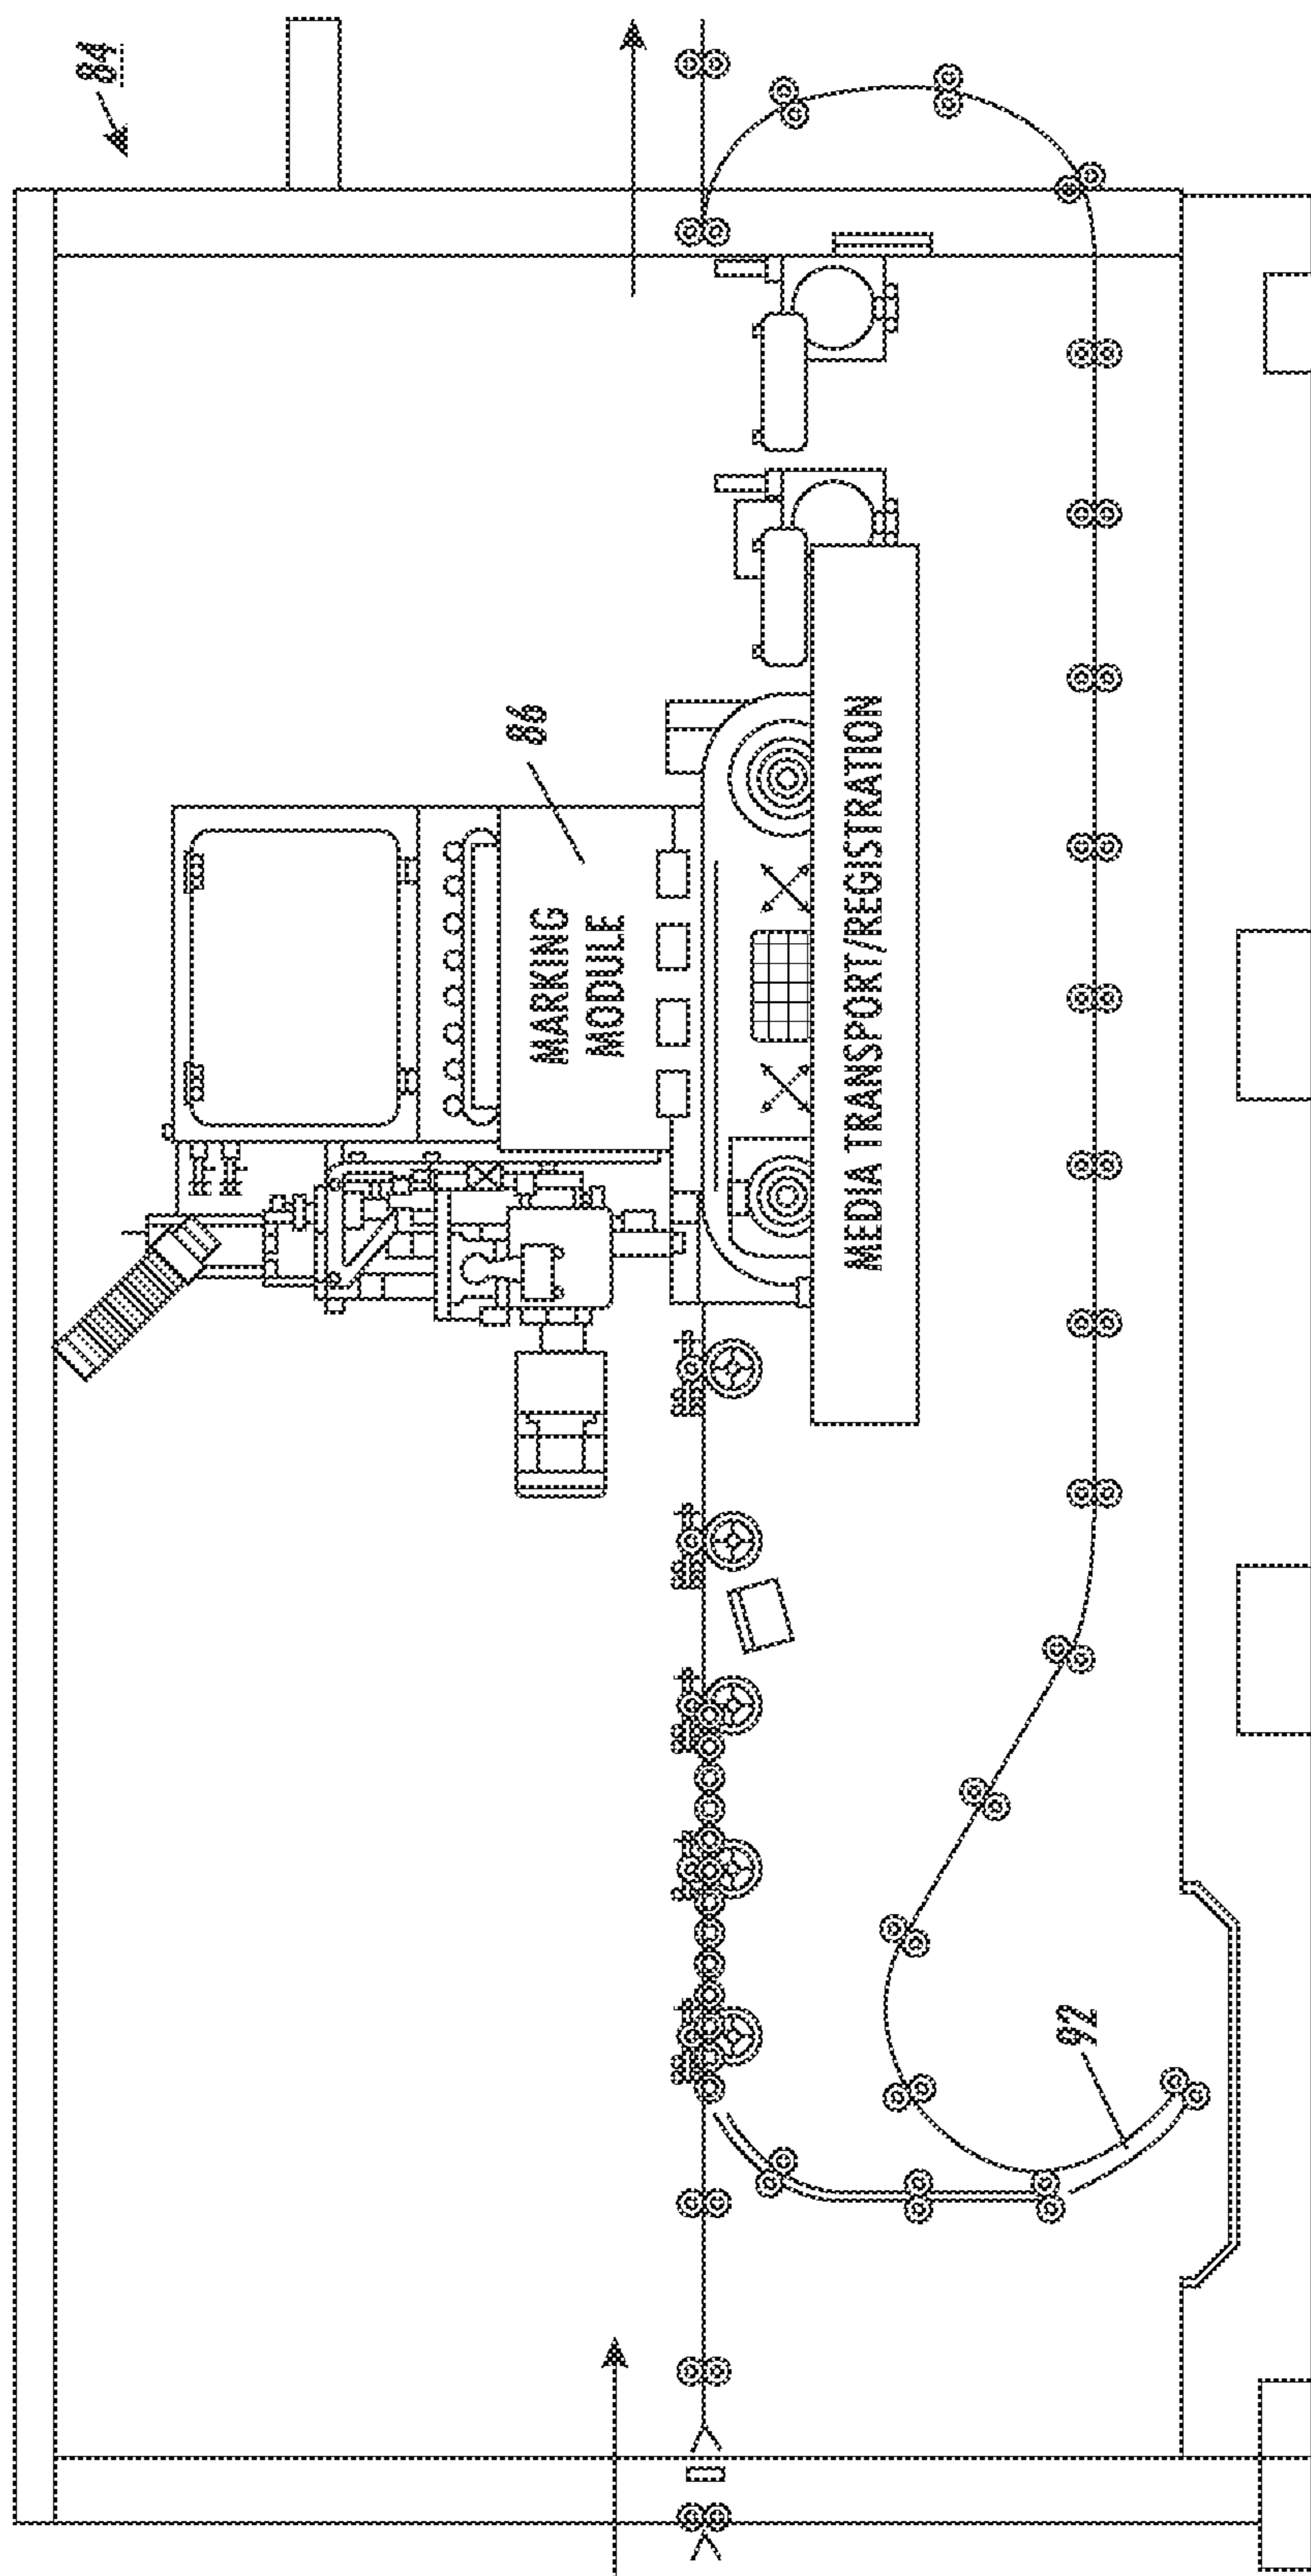 84
86
MARKING
MODULE
MEDIA TRANSPORT/REGISTRATION
92